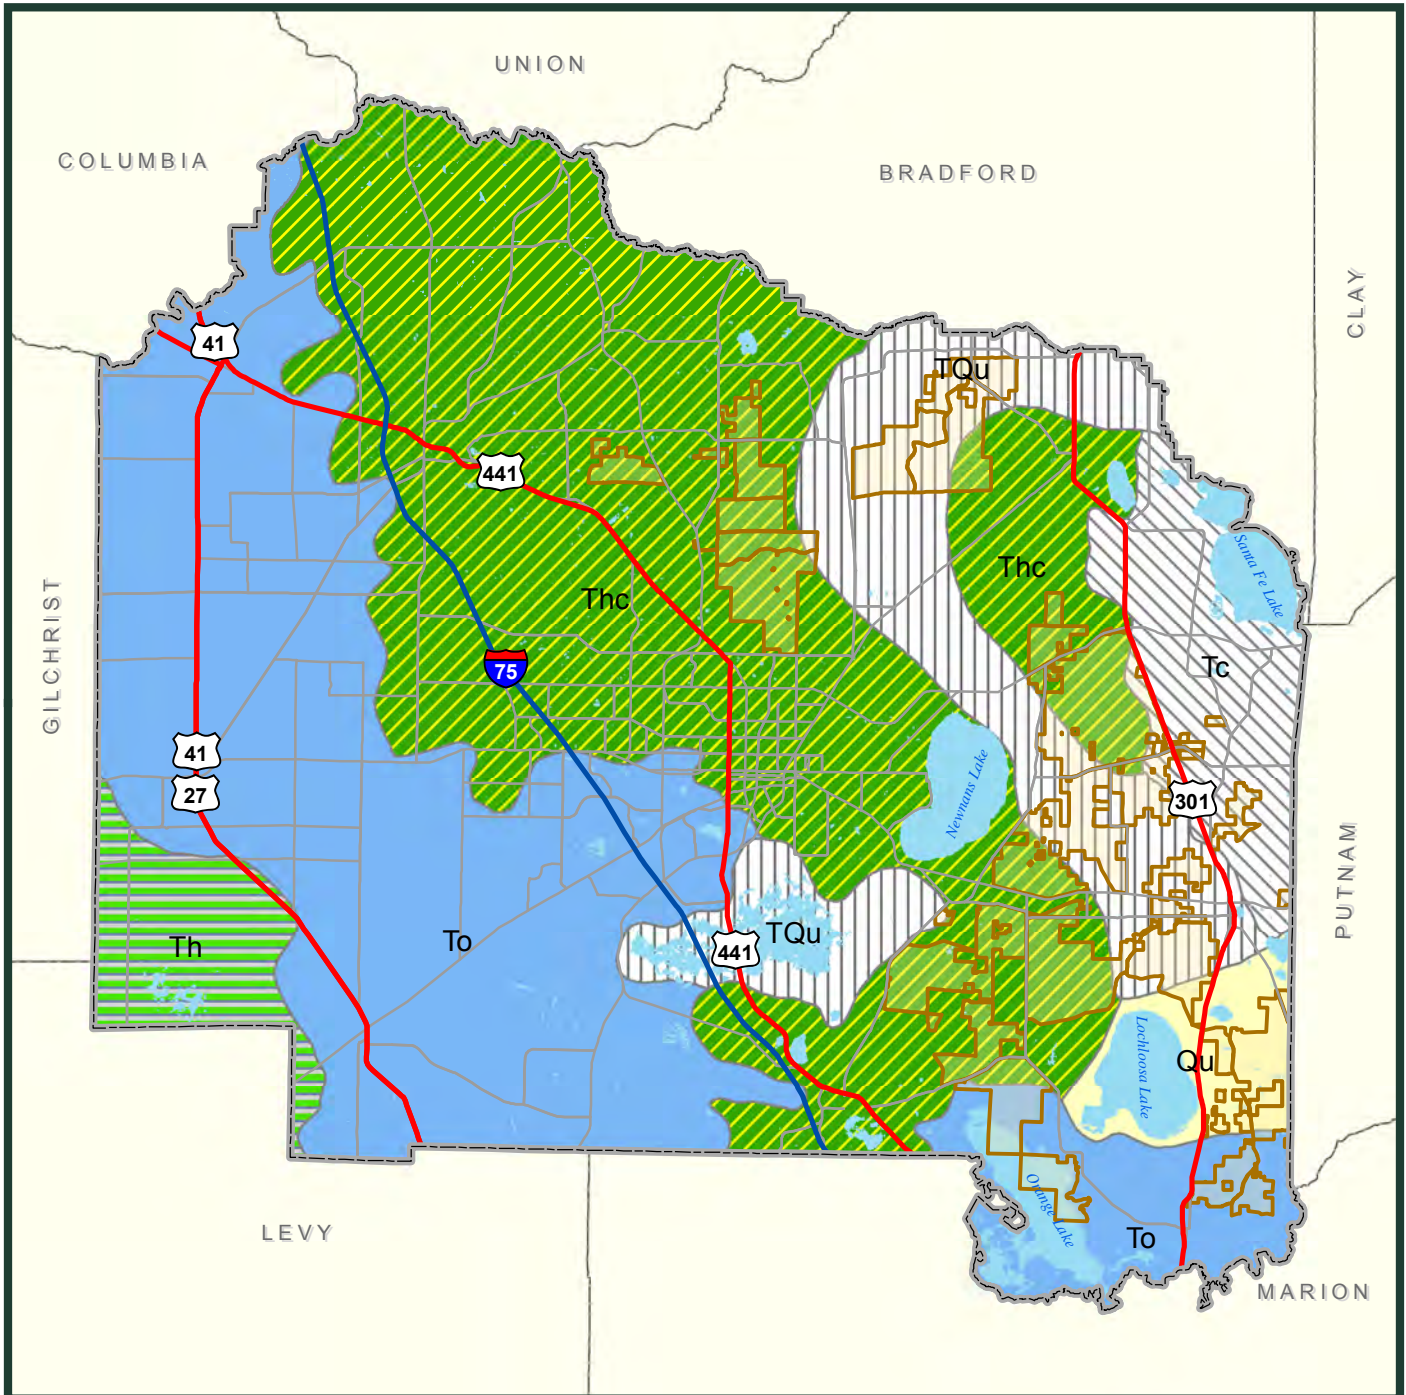 UNION
COLUMBIA
BRADFORD
CLAY
41
TQu
441
Santa Fe Lake
Thc
Thc
GILCHRIST
75
Tc
41
27
Newnans Lake
301
PUTNAM
Th
To
TQu
441
Lochloosa Lake
Qu
Orange Lake
To
LEVY
MARION